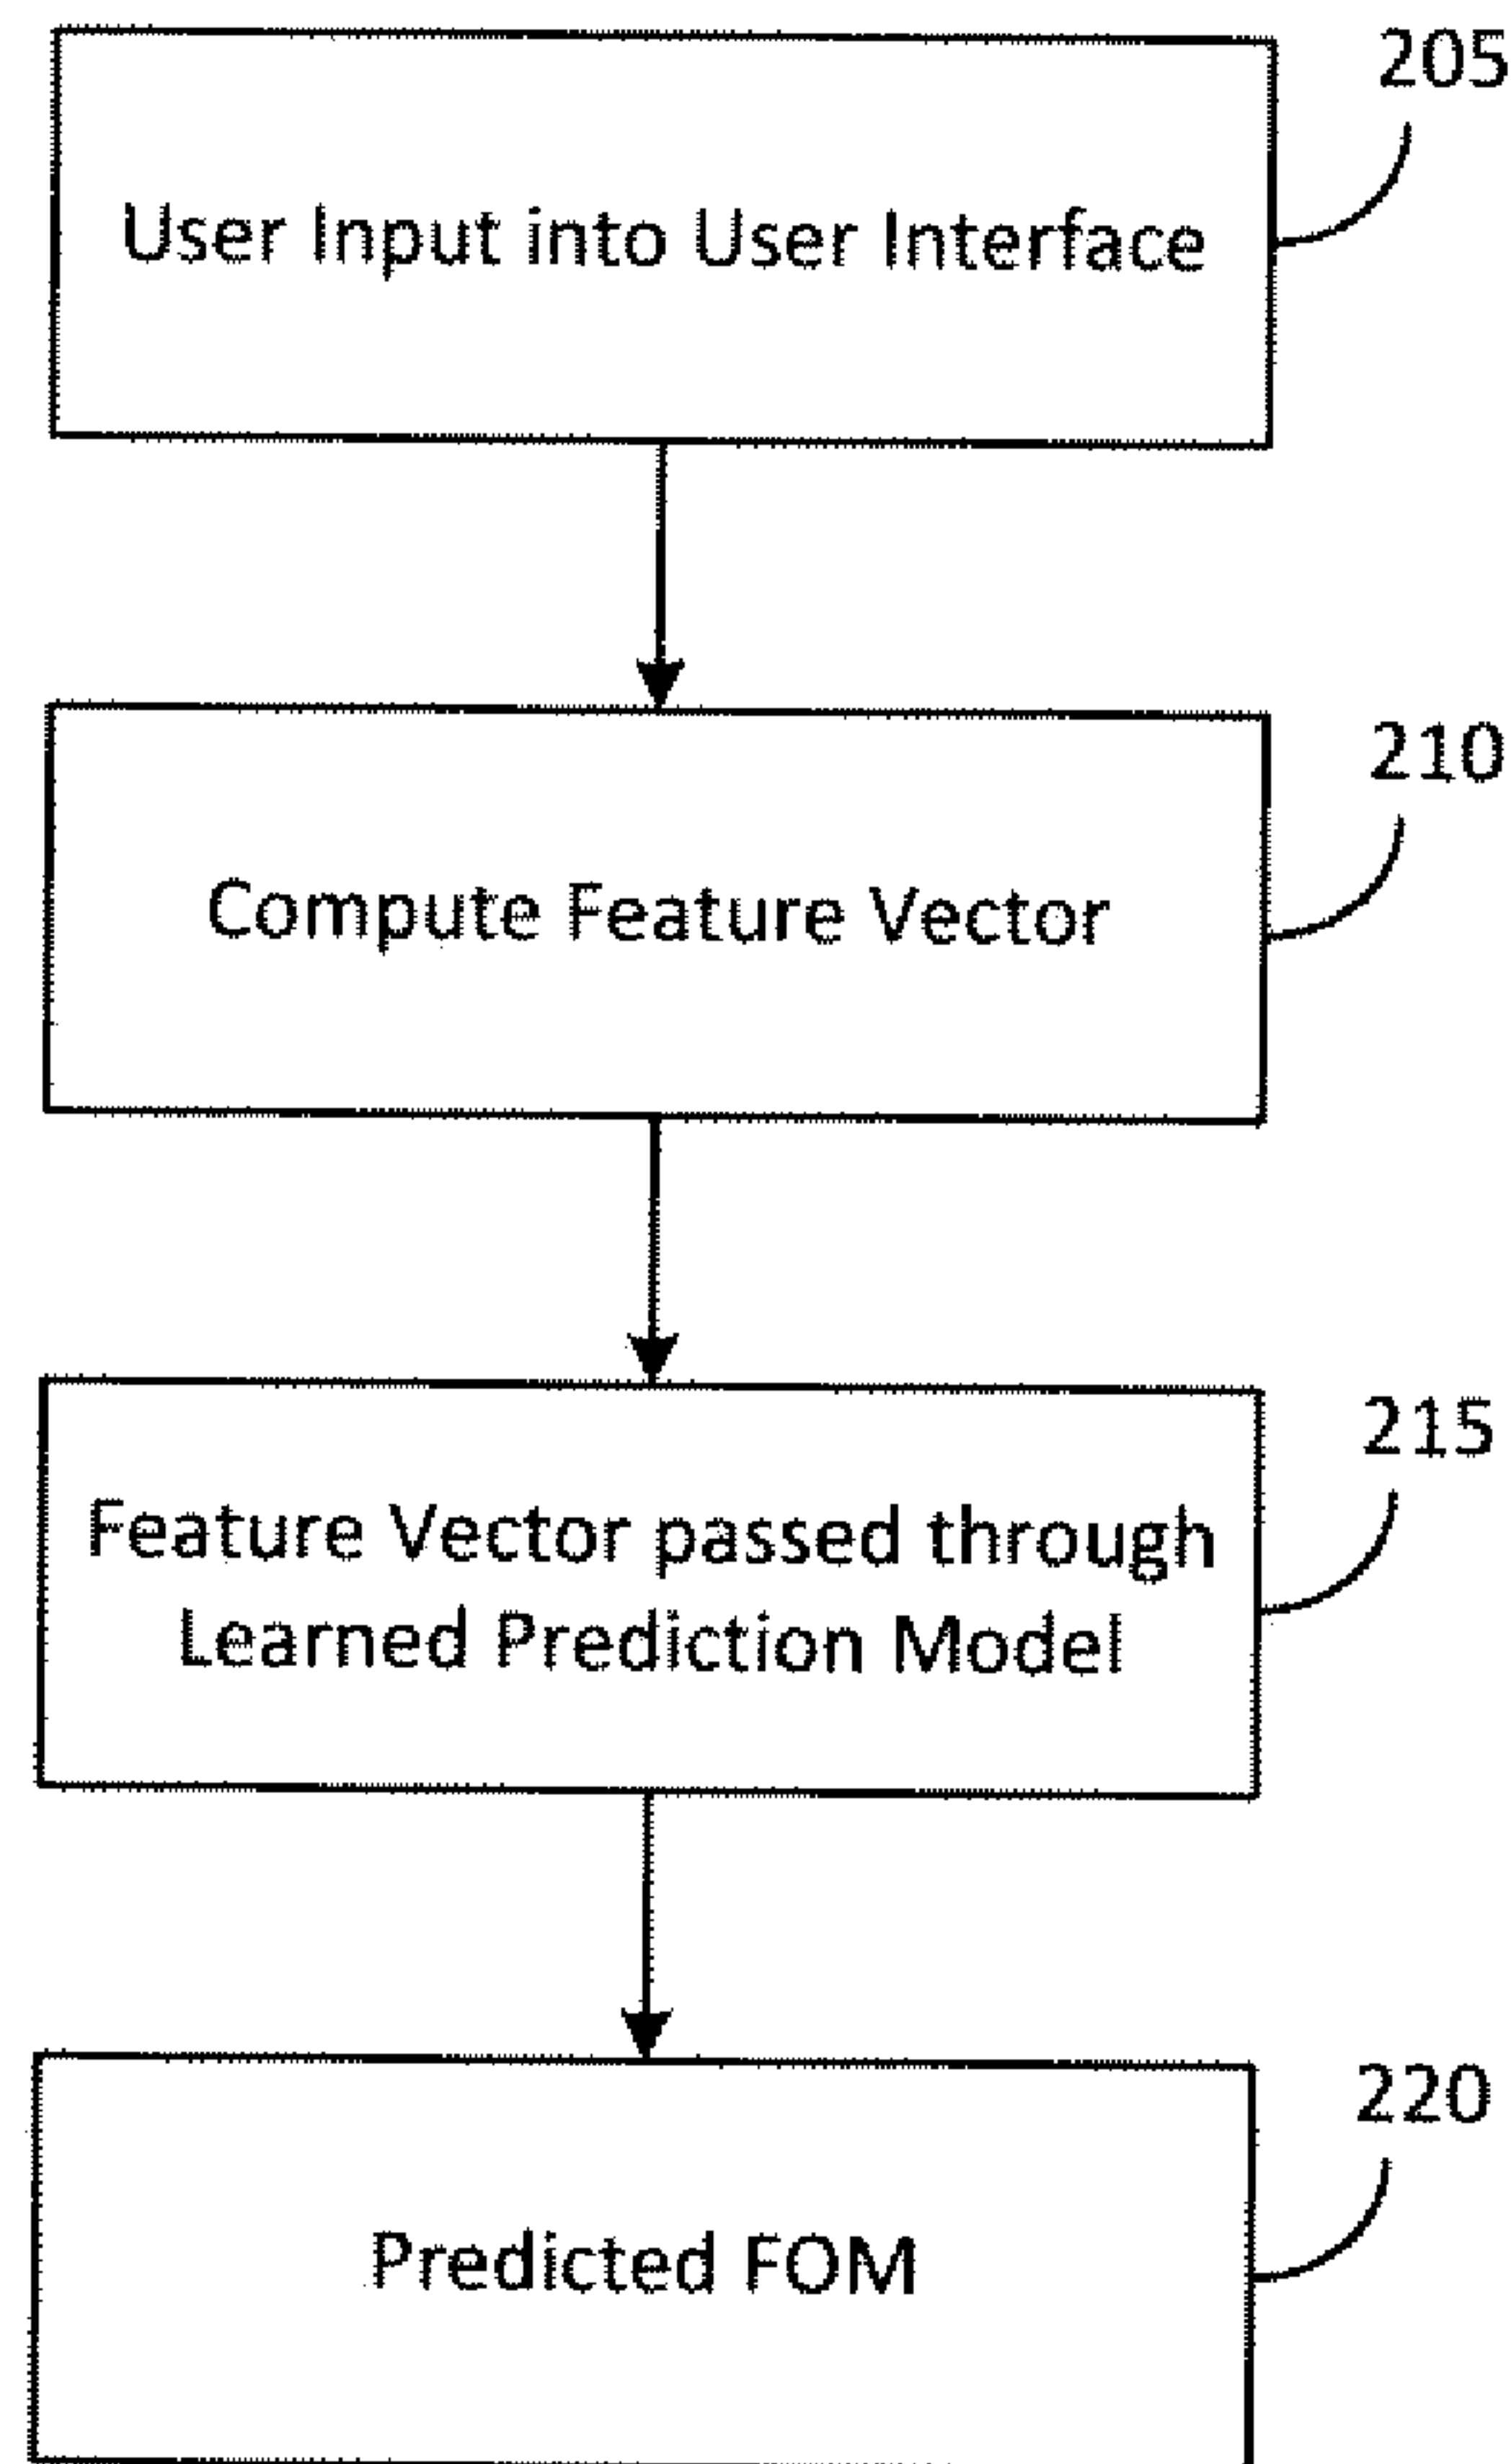 205
User Input into User Interface
210
Compute Feature Vector
215
Feature Vector passed through
Learned Prediction Model
220
Predicted FOM